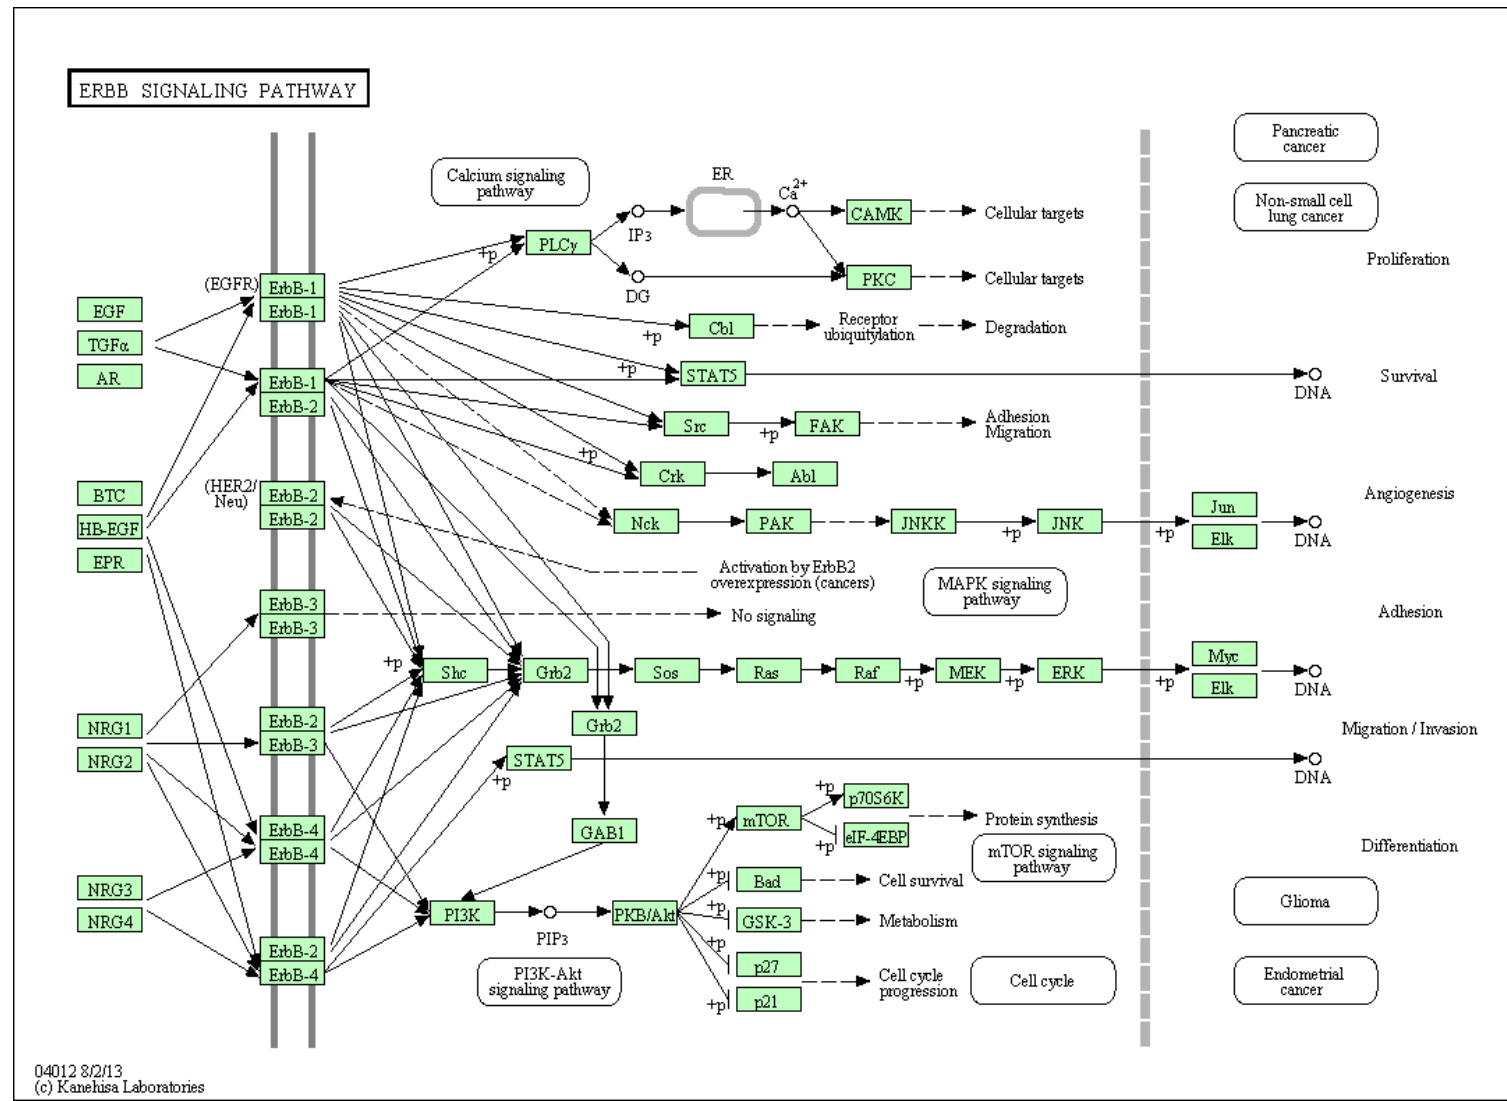 ERBB SIGNALING PATHWAY
Pancreatic
cancer
Calcium signaling
pathway
ER
Ca2+
Non-small cell
lung cancer
IP3
CAMK
Cellular targets
+p
PLCγ
Proliferation
DG
PKC
Cellular targets
(EGFR)
ErbB-1
ErbB-1
EGF
TGFα
AR
+p
Cbl
Receptor
ubiquitylation
Degradation
ErbB-1
ErbB-2
+p
STAT5
DNA
Survival
Src
+p
FAK
Adhesion
Migration
+p
Crk
Abl
BTC
HB-EGF
EPR
(HER2/
Neu)
ErbB-2
ErbB-2
Angiogenesis
Nck
PAK
JNKK
+p
JNK
+p
Jun
Elk
DNA
Activation by ErbB2
overexpression (cancers)
MAPK signaling
pathway
ErbB-3
ErbB-3
No signaling
Adhesion
+p
Shc
Grb2
Sos
Ras
Raf
+p
MEK
+p
ERK
+p
Myc
Elk
DNA
NRG1
NRG2
ErbB-2
ErbB-3
Grb2
Migration / Invasion
STAT5
+p
DNA
ErbB-4
ErbB-4
GAB1
+p
mTOR
+p
p70S6K
+p
eIF-4EBP
Protein synthesis
mTOR signaling
pathway
Differentiation
NRG3
NRG4
+p
Bad
Cell survival
Glioma
PI3K
PIP3
PKB/Akt
+p
GSK-3
Metabolism
ErbB-2
ErbB-4
PI3K-Akt
signaling pathway
+p
p27
+p
p21
Cell cycle
progression
Cell cycle
Endometrial
cancer
04012 8/2/13
(c) Kanehisa Laboratories